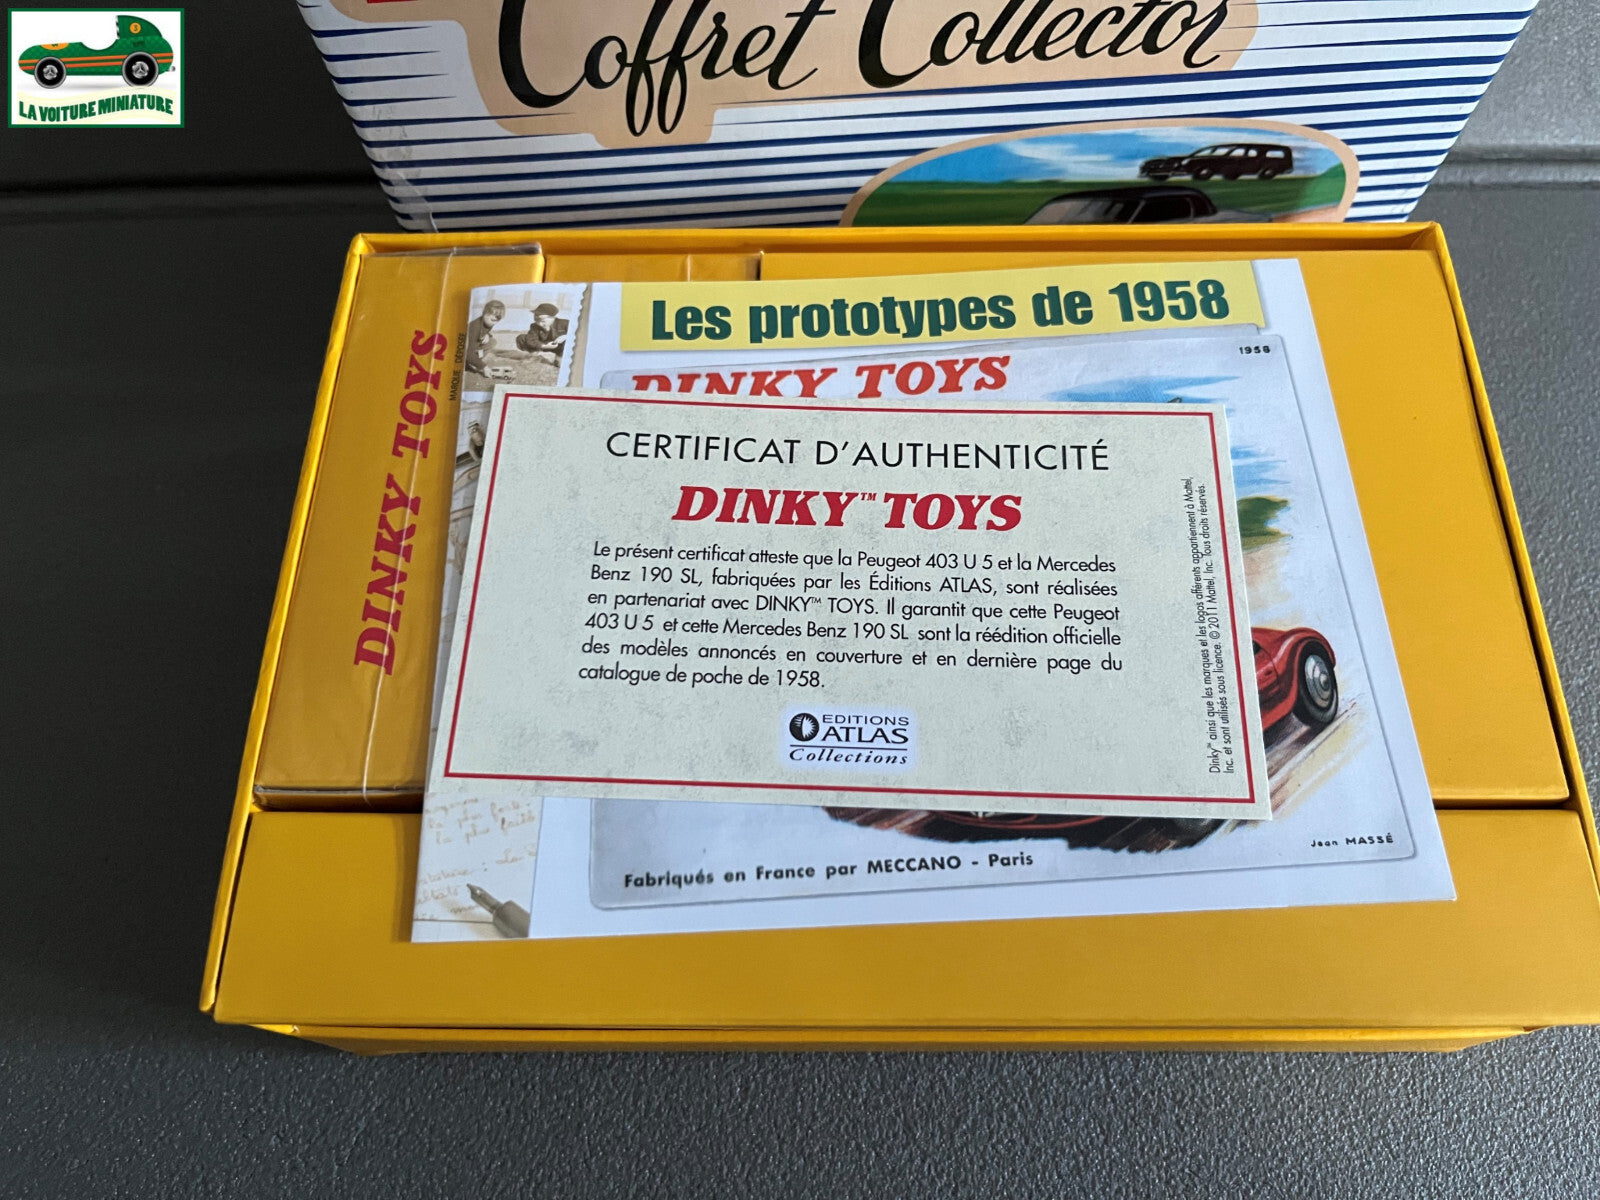 Coffret Collector
LA VOITURE MINIATURE
Les prototypes de 1958
1958
DINKY TOYS
DINKY TOYS
MARQUE DÉPOSÉE
CERTIFICAT D'AUTHENTICITÉ
DINKY™ TOYS
Le présent certificat atteste que la Peugeot 403 U 5 et la Mercedes
Benz 190 SL, fabriquées par les Éditions ATLAS, sont réalisées
en partenariat avec DINKY™ TOYS. Il garantit que cette Peugeot
403 U 5 et cette Mercedes Benz 190 SL sont la réédition officielle
des modèles annoncés en couverture et en dernière page du
catalogue de poche de 1958.
EDITIONS
ATLAS
Collections
Dinky™ ainsi que les marques et les logos afférents appartiennent à Mattel,
Inc. et sont utilisés sous licence. © 2011 Mattel, Inc. Tous droits réservés.
Jean MASSÉ
Fabriqués en France par MECCANO - Paris